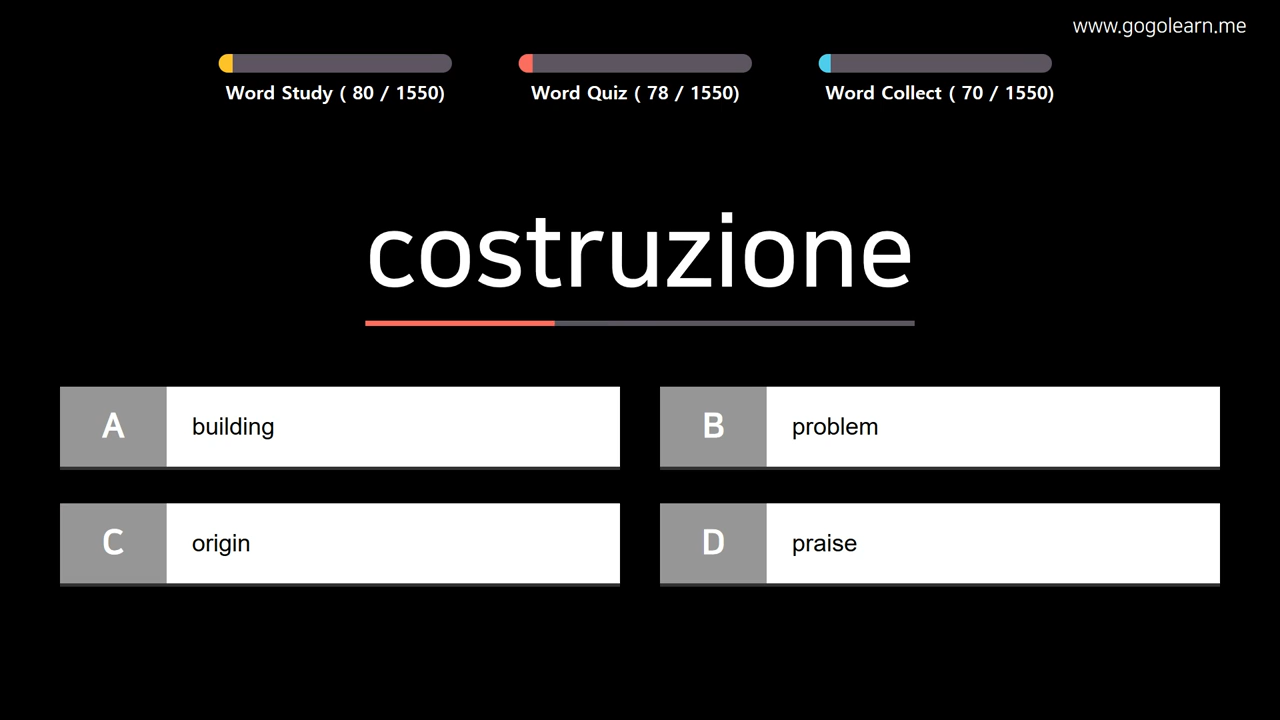 www.gogolearn.me
Word Study ( 80 / 1550)
Word Quiz ( 78 / 1550)
Word Collect ( 70 / 1550)
costruzione
A building
B problem
C origin
D praise